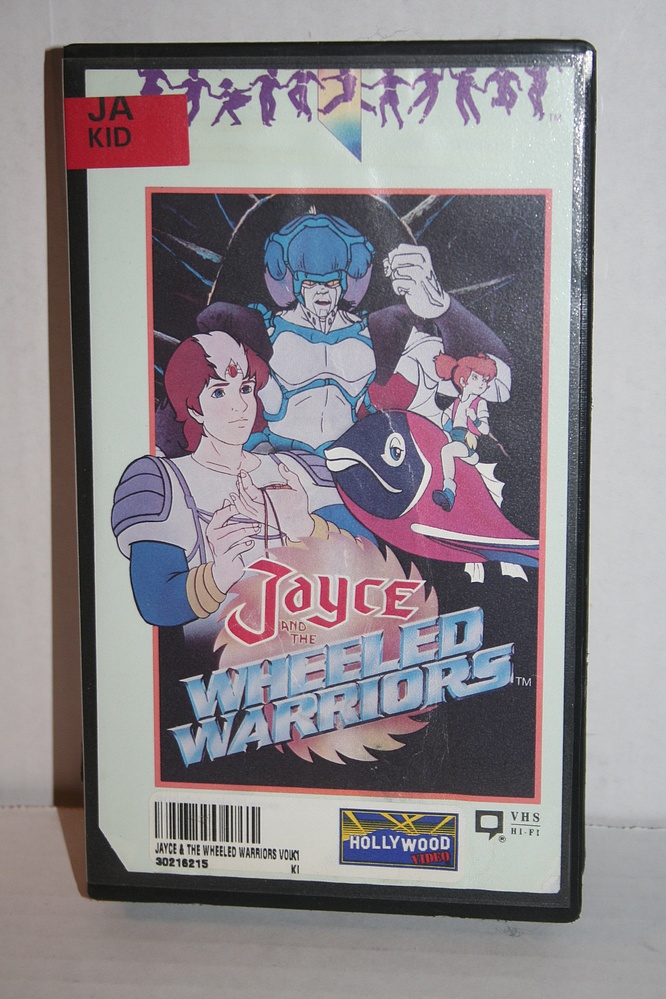 JA
KID
TM
Jayce
AND
THE
WHEELED
WARRIORS TM
JAYCE & THE WHEELED WARRIORS VOL#1
30216215
KI
HOLLYWOOD
VIDEO
®
VHS
HI-FI